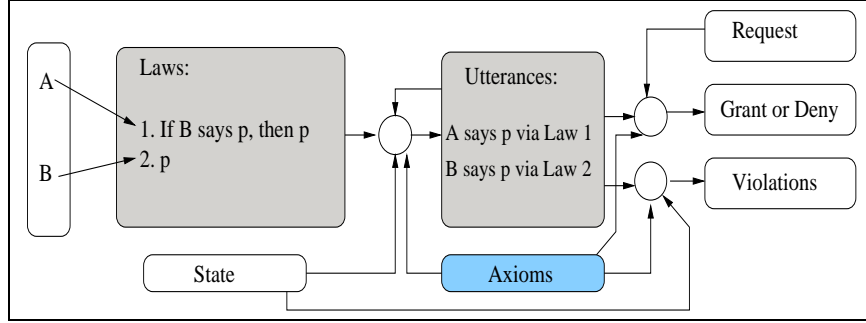 A
B
Laws:
1. If B says p, then p
2. p
Utterances:
A says p via Law 1
B says p via Law 2
Request
Grant or Deny
Violations
State
Axioms